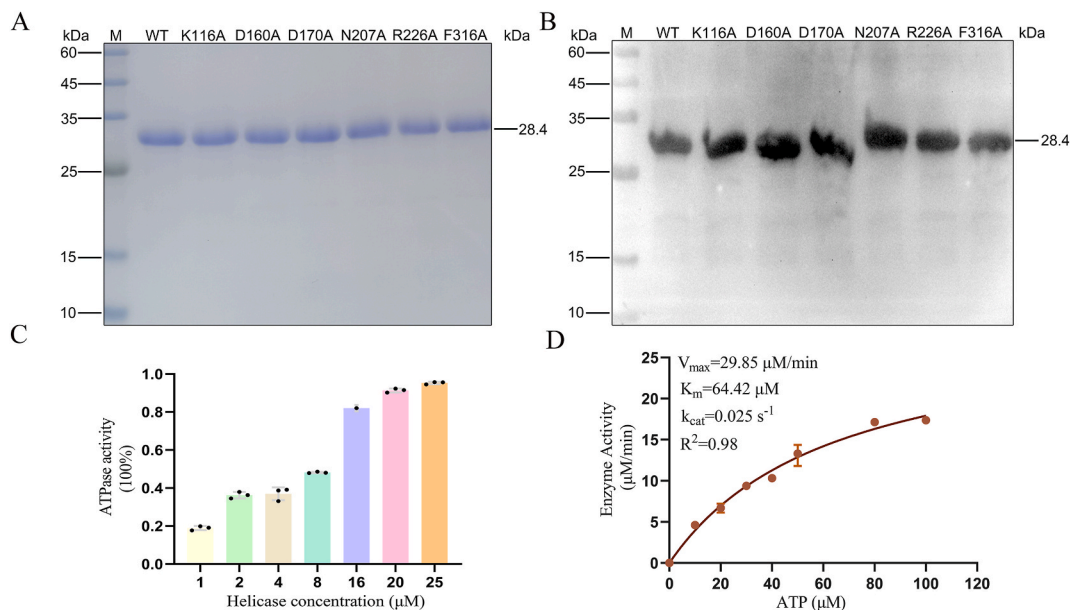 A
kDa M WT K116A D160A D170A N207A R226A F316A kDa
60
45
35
28.4
25
15
10
B
kDa M WT K116A D160A D170A N207A R226A F316A kDa
60
45
35
28.4
25
15
10
C
ATPase activity
(100%)
1.0
0.8
0.6
0.4
0.2
0.0
1 2 4 8 16 20 25
Helicase concentration (μM)
D
Enzyme Activity
(μM/min)
25
20
15
10
5
0
Vmax=29.85 μM/min
Km=64.42 μM
kcat=0.025 s⁻¹
R²=0.98
0 20 40 60 80 100 120
ATP (μM)